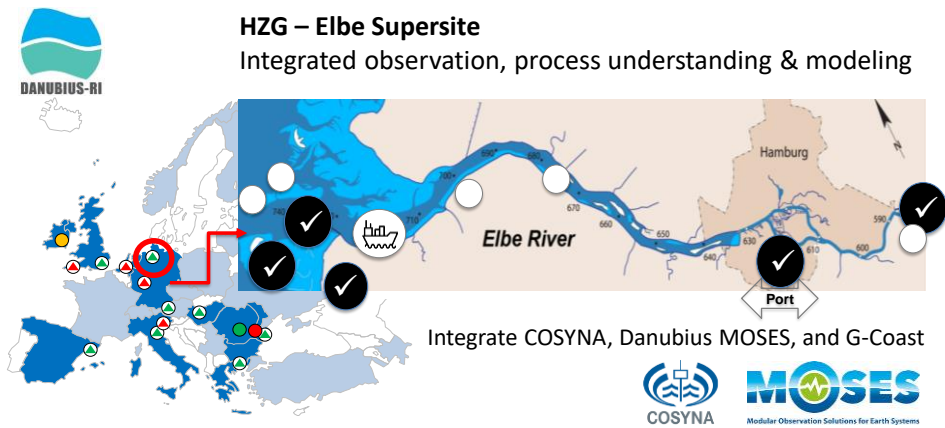 HZG – Elbe Supersite
Integrated observation, process understanding & modeling
DANUBIUS-RI
Hamburg
690
680
700
590
740
710
670
660
Elbe River
650
630
610
600
640
Port
Integrate COSYNA, Danubius MOSES, and G-Coast
COSYNA
MOSES
Modular Observation Solutions for Earth Systems